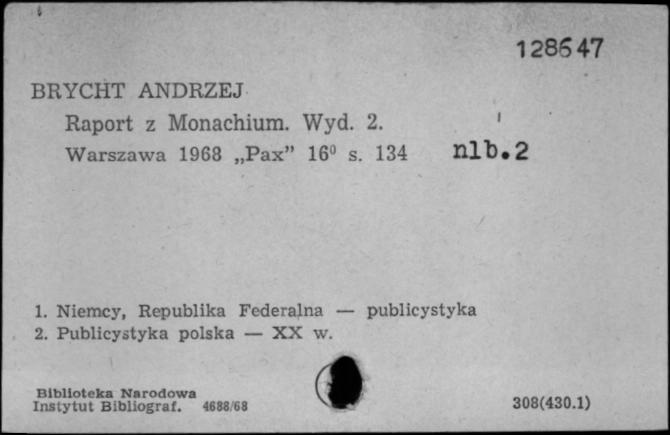 128647
BRYCHT ANDRZEJ
Raport z Monachium. Wyd. 2.
Warszawa 1968 „Pax” 16⁰ s. 134 nlb.2
1. Niemcy, Republika Federalna — publicystyka
2. Publicystyka polska — XX w.
Biblioteka Narodowa
Instytut Bibliograf. 4688/68
308(430.1)